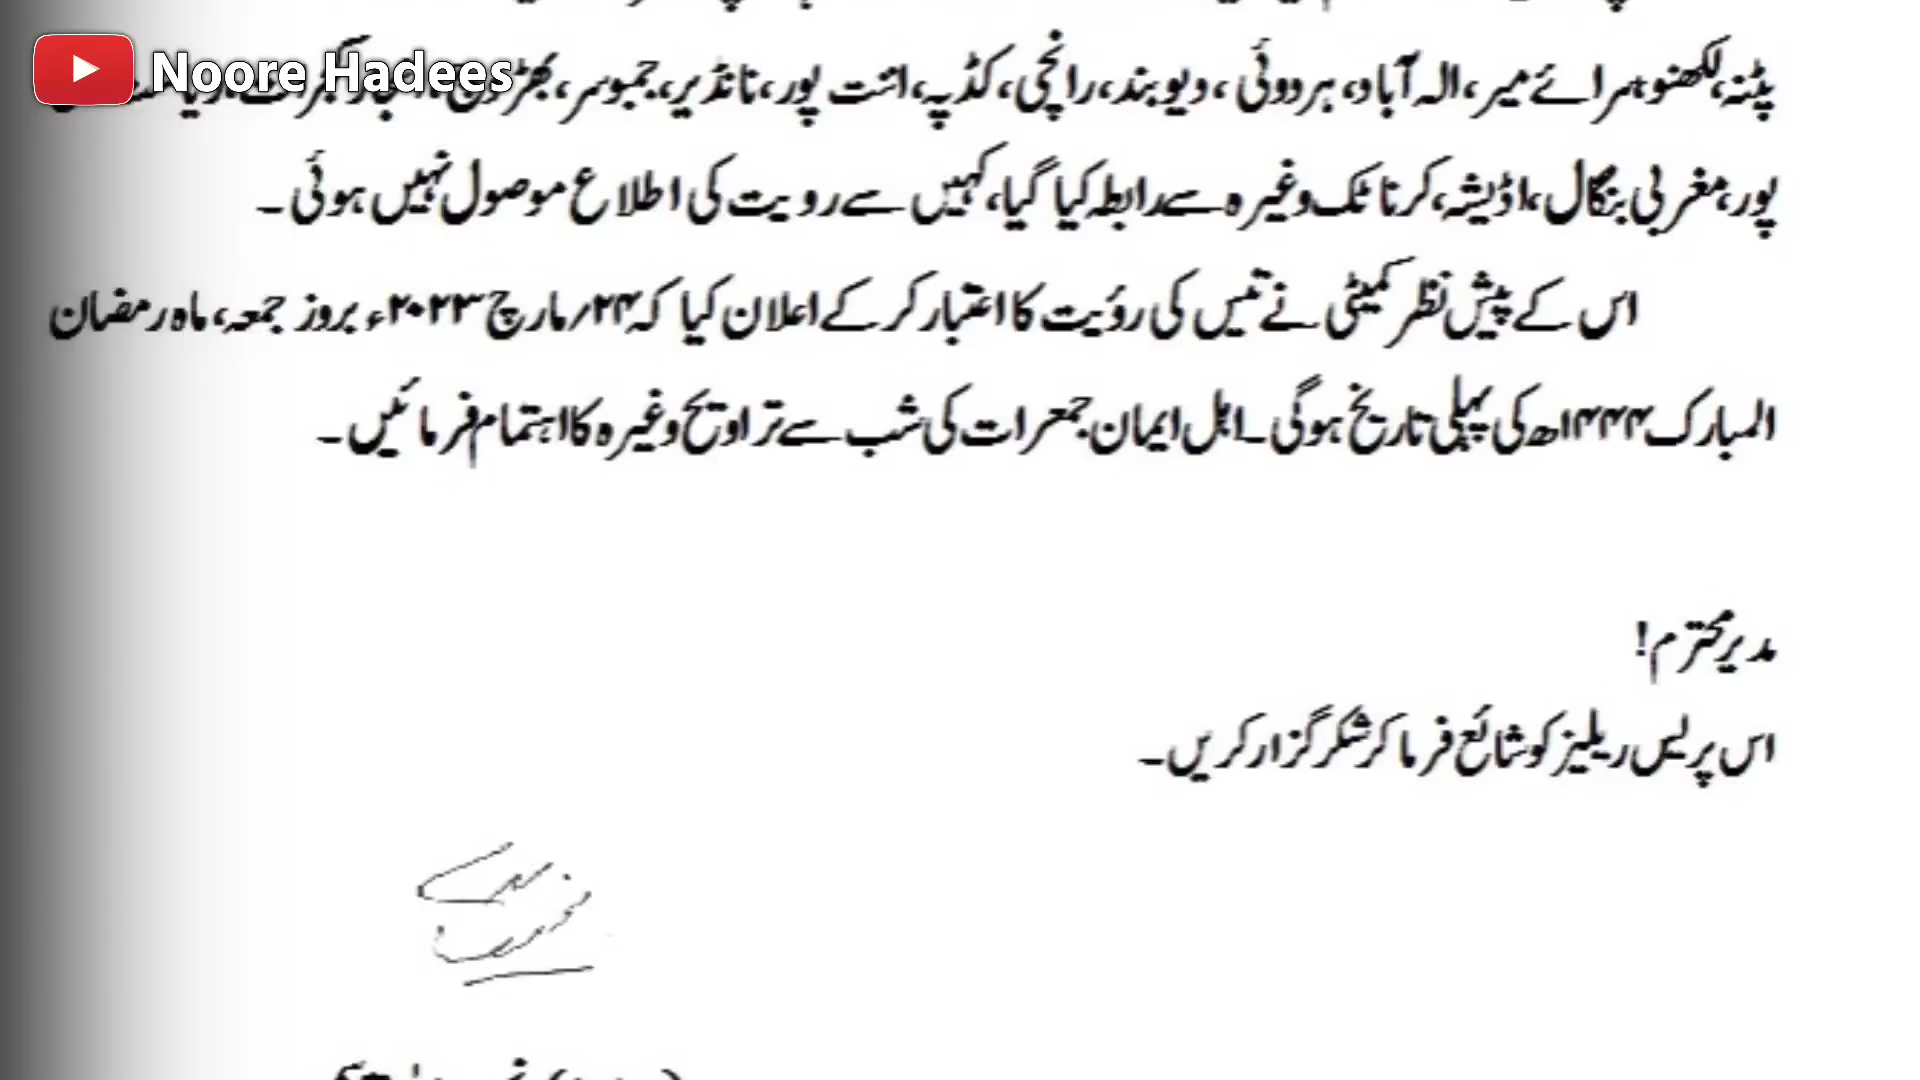 Noore Hadees
پٹنہ، لکھنو، سرائے میر، الہ آباد، ہردوئی، دیوبند، رانچی، کڈپہ، اننت پور، نانڈیر، جمبوسر،
پور، مغربی بنگال، اڈیشہ، کرناٹک وغیرہ سے رابطہ کیا گیا، کہیں سے رویت کی اطلاع موصول نہیں ہوئی۔
اس کے پیش نظر کمیٹی نے تیس کی رؤیت کا اعتبار کر کے اعلان کیا کہ ۲۴؍مارچ ۲۰۲۳ء بروز جمعہ، ماہ رمضان
المبارک ۱۴۴۴ھ کی پہلی تاریخ ہوگی۔ اہل ایمان جمعرات کی شب سے تراویح وغیرہ کا اہتمام فرمائیں۔
مدیر محترم!
اس پریس ریلیز کو شائع فرما کر شکر گزار کریں۔